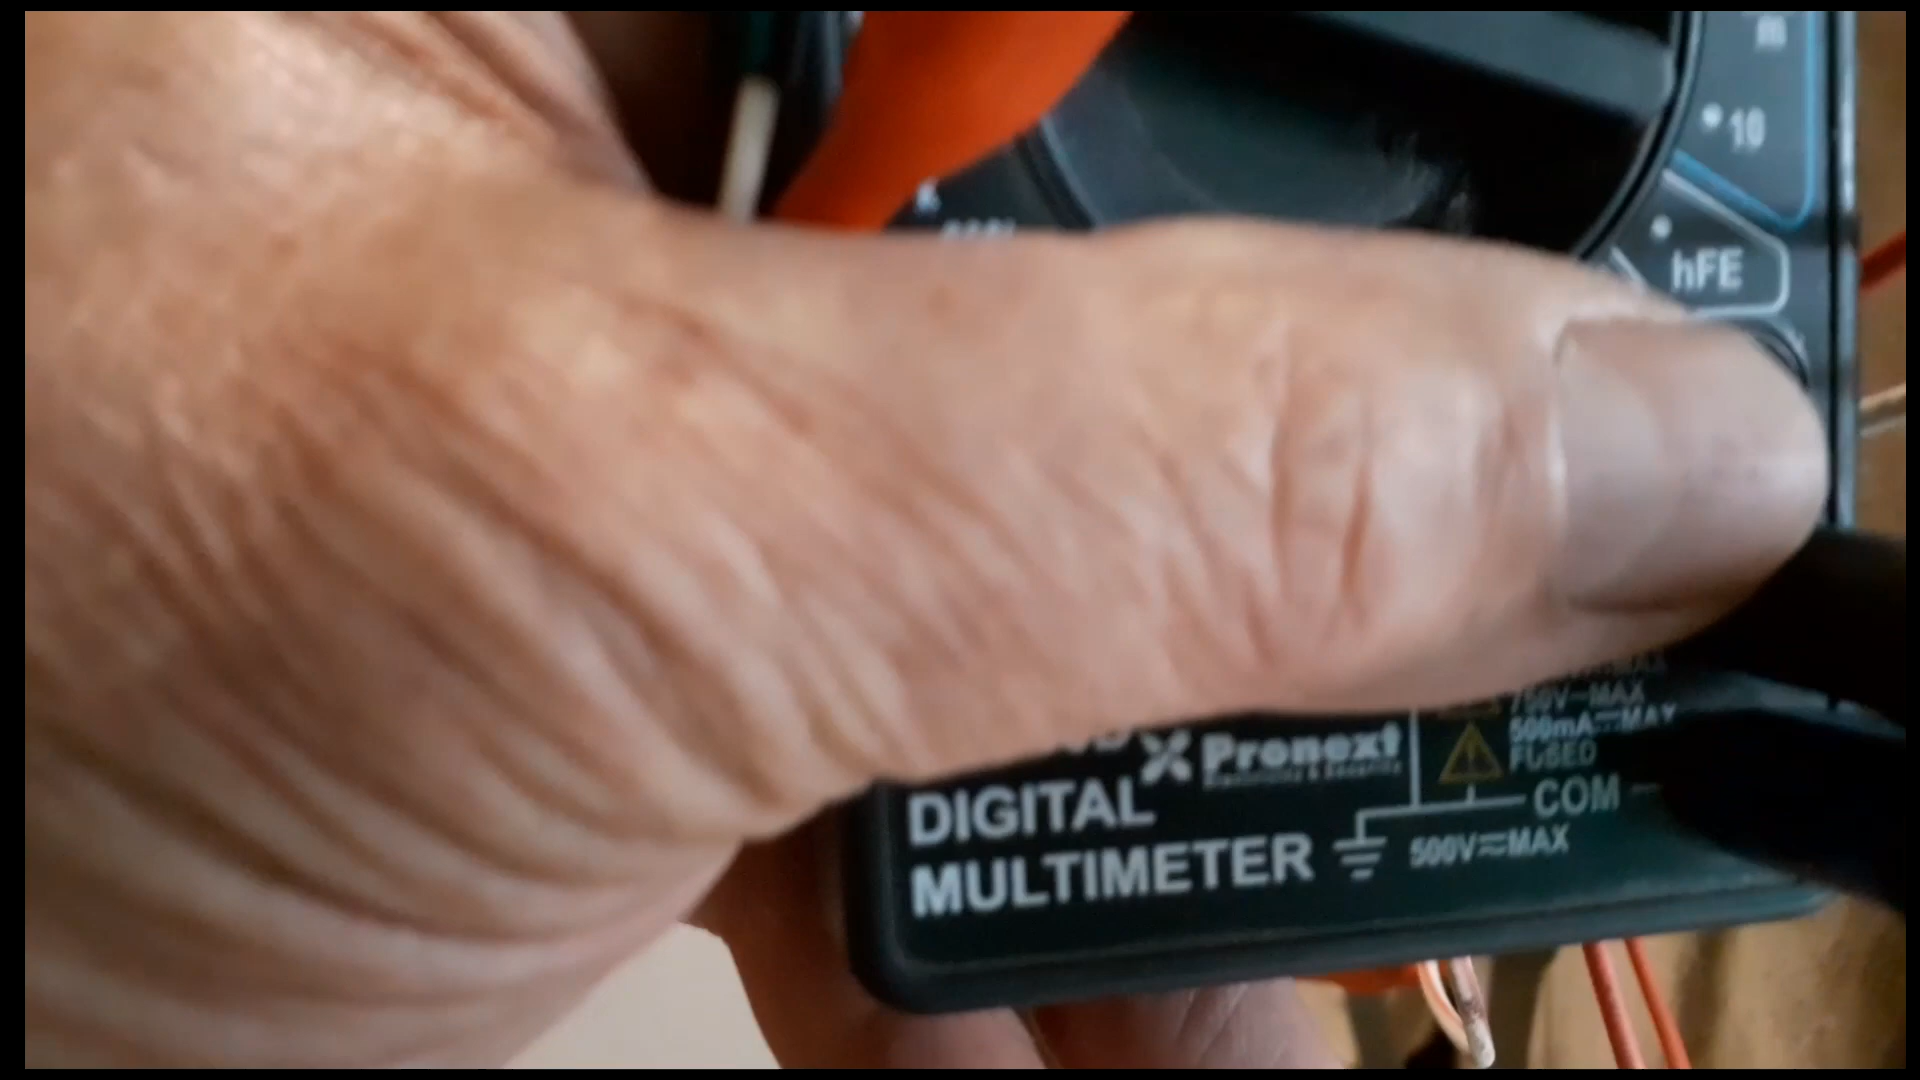 m
10
hFE
750V~MAX
500mA⎓MAX
FUSED
Pronext
COM
DIGITAL
MULTIMETER
500V≂MAX